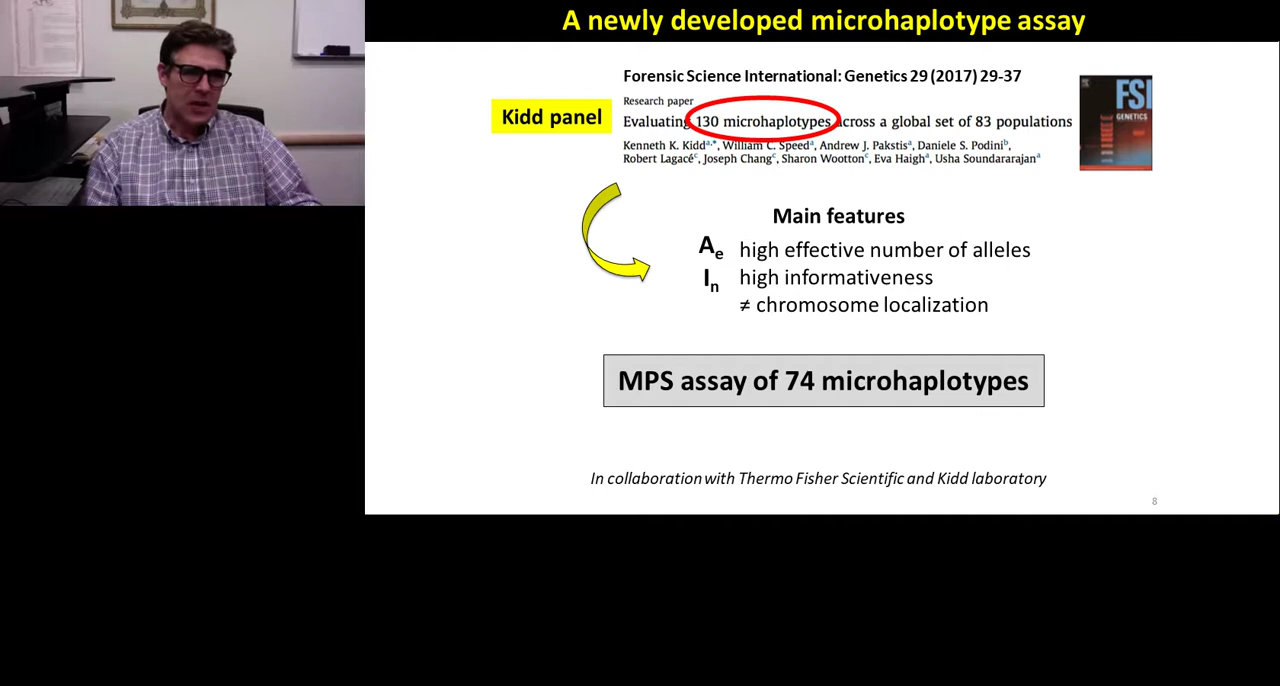 A newly developed microhaplotype assay
Forensic Science International: Genetics 29 (2017) 29-37
Research paper
Kidd panel
Evaluating 130 microhaplotypes across a global set of 83 populations
Kenneth K. Kidd a,*, William C. Speed a, Andrew J. Pakstis a, Daniele S. Podini b,
Robert Lagacé c, Joseph Chang c, Sharon Wootton c, Eva Haigh a, Usha Soundararajan a
FSI
GENETICS
Main features
Ae high effective number of alleles
In high informativeness
≠ chromosome localization
MPS assay of 74 microhaplotypes
In collaboration with Thermo Fisher Scientific and Kidd laboratory
8